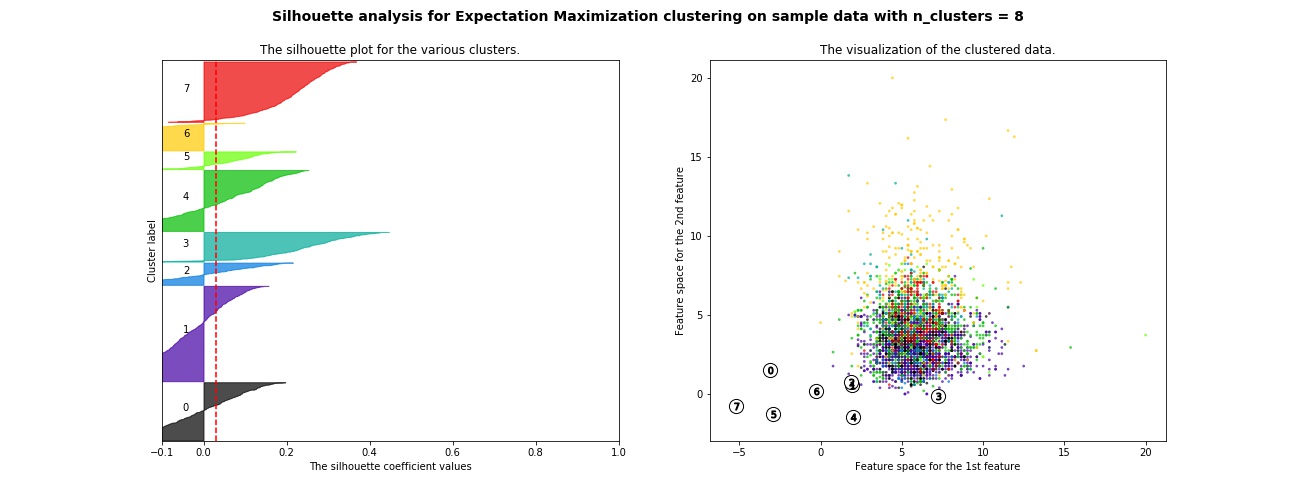 Silhouette analysis for Expectation Maximization clustering on sample data with n_clusters = 8
The silhouette plot for the various clusters.
7
6
5
4
3
2
1
0
Cluster label
−0.1 0.0 0.2 0.4 0.6 0.8 1.0
The silhouette coefficient values
The visualization of the clustered data.
20
15
10
5
0
Feature space for the 2nd feature
0
2
1
6
3
7
5
4
−5 0 5 10 15 20
Feature space for the 1st feature